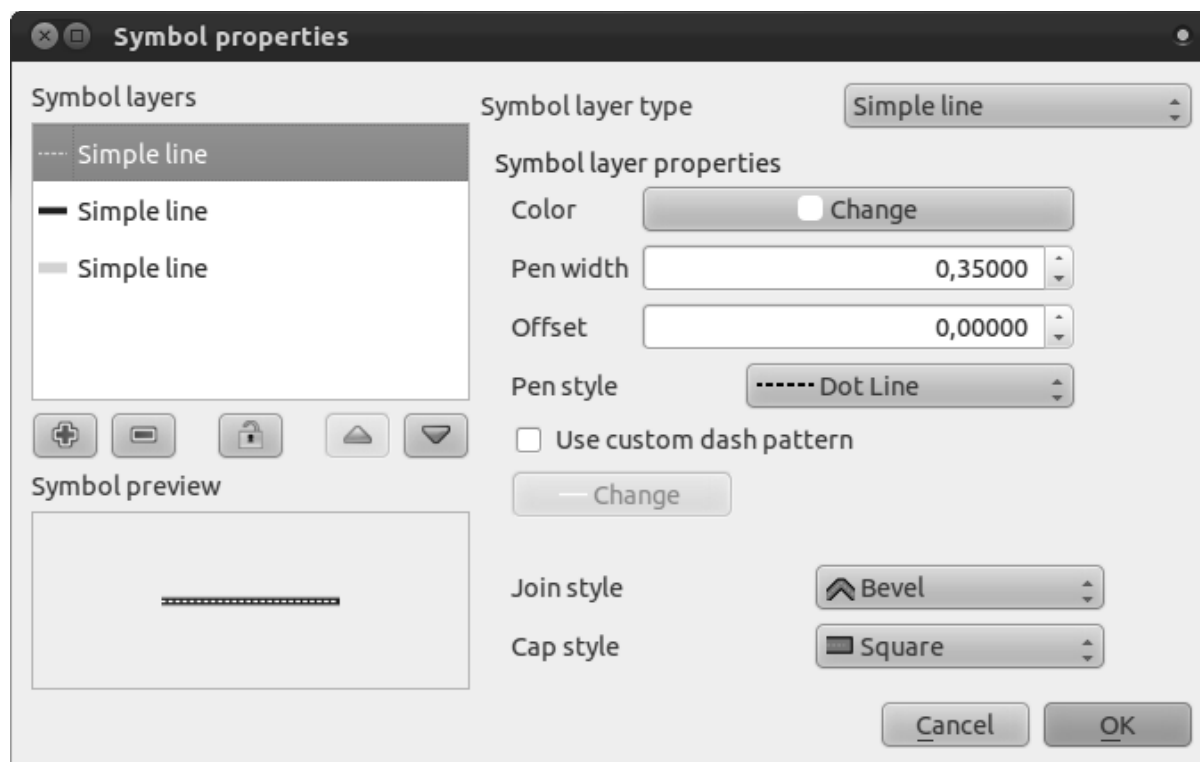 Symbol properties
Symbol layers
Simple line
Simple line
Simple line
Symbol preview
Symbol layer type
Simple line
Symbol layer properties
Color
Change
Pen width
0,35000
Offset
0,00000
Pen style
Dot Line
Use custom dash pattern
Change
Join style
Bevel
Cap style
Square
Cancel
OK